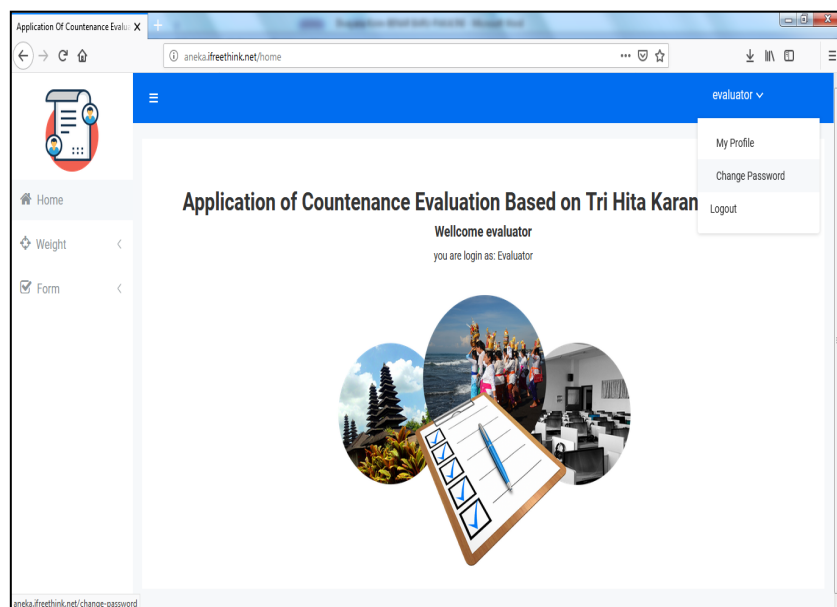 Application Of Countenance Evalua
aneka.ifreethink.net/home
evaluator
My Profile
Change Password
Logout
Home
Weight
Form
Application of Countenance Evaluation Based on Tri Hita Karan
Wellcome evaluator
you are login as: Evaluator
aneka.ifreethink.net/change-password